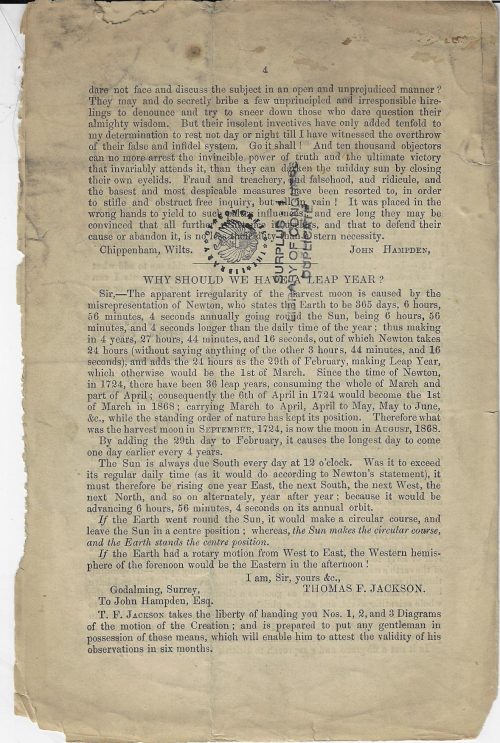 4
dare not face and discuss the subject in an open and unprejudiced manner?
They may and do secretly bribe a few unprincipled and irresponsible hire-
lings to denounce and try to sneer down those who dare question their
almighty wisdom. But their insolent invectives have only added tenfold to
my determination to rest not day or night till I have witnessed the overthrow
of their false and infidel system. Go it shall! And ten thousand objectors
can no more arrest the invincible power of truth and the ultimate victory
that invariably attends it, than they can darken the midday sun by closing
their own eyelids. Fraud and treachery, and falsehood, and ridicule, and
the basest and most despicable measures have been resorted to, in order
to stifle and obstruct free inquiry, but all in vain! It was placed in the
wrong hands to yield to such influences, and ere long they may be
convinced that all further and that to defend their
cause or abandon it, is now stern necessity.
Chippenham, Wilts. JOHN HAMPDEN,
SURPLUS 1
LIBRARY OF CONGRESS
DUPLICATE
WHY SHOULD WE HAVE A LEAP YEAR?
Sir,—The apparent irregularity of the harvest moon is caused by the
misrepresentation of Newton, who states the Earth to be 365 days, 6 hours,
56 minutes, and 4 seconds annually going round the Sun, being 6 hours, 56
minutes, and 4 seconds longer than the daily time of the year; thus making
in 4 years, 27 hours, 44 minutes, and 16 seconds, out of which Newton takes
24 hours (without saying anything of the other 3 hours, 44 minutes, and 16
seconds), and adds the 24 hours as the 29th of February, making Leap Year,
which otherwise would be the 1st of March. Since the time of Newton,
in 1724, there have been 36 leap years, consuming the whole of March and
part of April; consequently the 6th of April in 1724 would become the 1st
of March in 1868; carrying March to April, April to May, May to June,
&c., while the standing order of nature has kept its position. Therefore what
was the harvest moon in SEPTEMBER, 1724, is now the moon in AUGUST, 1868.
By adding the 29th day to February, it causes the longest day to come
one day earlier every 4 years.
The Sun is always due South every day at 12 o'clock. Was it to exceed
its regular daily time (as it would do according to Newton's statement), it
must therefore be rising one year East, the next South, the next West, the
next North, and so on alternately, year after year; because it would be
advancing 6 hours, 56 minutes, 4 seconds on its annual orbit.
If the Earth went round the Sun, it would make a circular course, and
leave the Sun in a centre position; whereas, the Sun makes the circular course,
and the Earth stands the centre position.
If the Earth had a rotary motion from West to East, the Western hemis-
phere of the forenoon would be the Eastern in the afternoon!
I am, Sir, yours &c.,
Godalming, Surrey, THOMAS F. JACKSON.
To John Hampden, Esq.
T. F. JACKSON takes the liberty of handing you Nos. 1, 2, and 3 Diagrams
of the motion of the Creation; and is prepared to put any gentleman in
possession of those means, which will enable him to attest the validity of his
observations in six months.